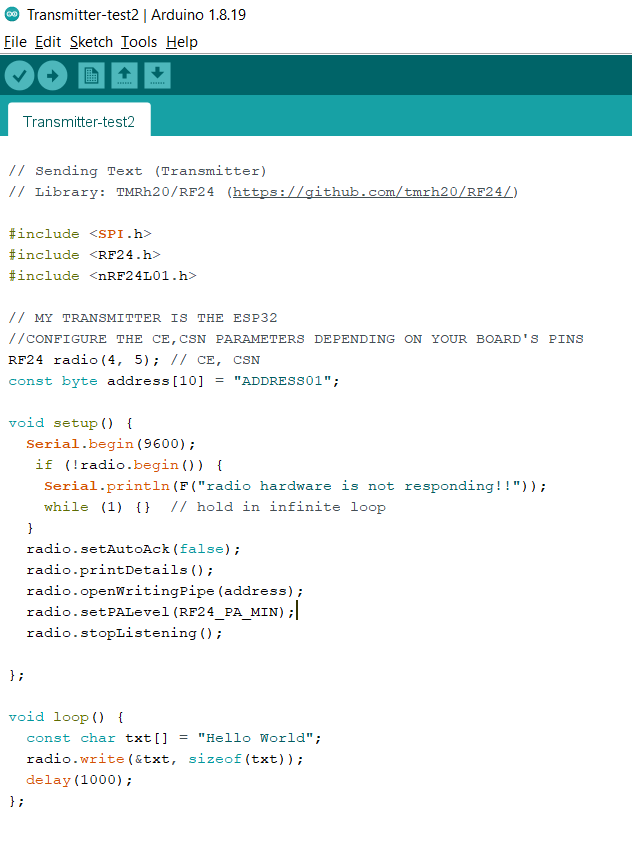 Transmitter-test2 | Arduino 1.8.19
File Edit Sketch Tools Help
Transmitter-test2
// Sending Text (Transmitter)
// Library: TMRh20/RF24 (https://github.com/tmrh20/RF24/)
#include <SPI.h>
#include <RF24.h>
#include <nRF24L01.h>
// MY TRANSMITTER IS THE ESP32
//CONFIGURE THE CE,CSN PARAMETERS DEPENDING ON YOUR BOARD'S PINS
RF24 radio(4, 5); // CE, CSN
const byte address[10] = "ADDRESS01";
void setup() {
  Serial.begin(9600);
   if (!radio.begin()) {
    Serial.println(F("radio hardware is not responding!!"));
    while (1) {}  // hold in infinite loop
  }
  radio.setAutoAck(false);
  radio.printDetails();
  radio.openWritingPipe(address);
  radio.setPALevel(RF24_PA_MIN);
  radio.stopListening();
};
void loop() {
  const char txt[] = "Hello World";
  radio.write(&txt, sizeof(txt));
  delay(1000);
};